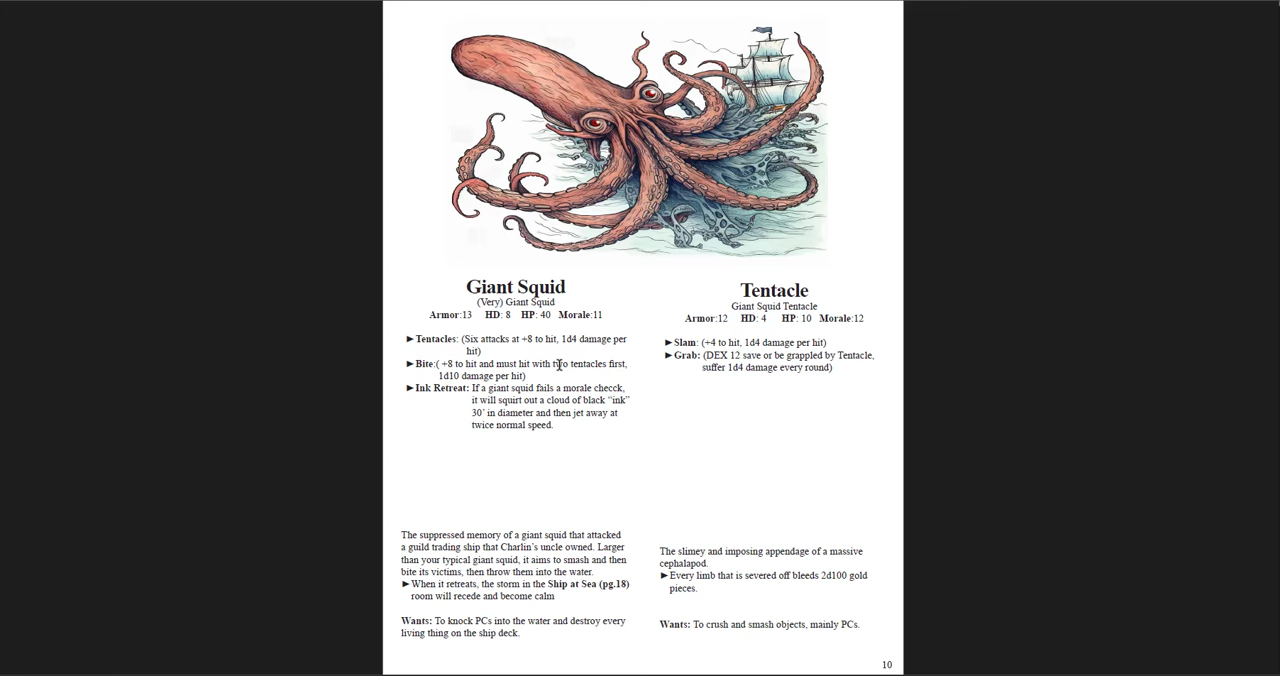 Giant Squid
(Very) Giant Squid
Armor:13 HD: 8 HP: 40 Morale:11
►Tentacles: (Six attacks at +8 to hit, 1d4 damage per
hit)
►Bite:( +8 to hit and must hit with two tentacles first,
1d10 damage per hit)
►Ink Retreat: If a giant squid fails a morale checck,
it will squirt out a cloud of black “ink”
30’ in diameter and then jet away at
twice normal speed.
The suppressed memory of a giant squid that attacked
a guild trading ship that Charlin’s uncle owned. Larger
than your typical giant squid, it aims to smash and then
bite its victims, then throw them into the water.
►When it retreats, the storm in the Ship at Sea (pg.18)
room will recede and become calm
Wants: To knock PCs into the water and destroy every
living thing on the ship deck.
Tentacle
Giant Squid Tentacle
Armor:12 HD: 4 HP: 10 Morale:12
►Slam: (+4 to hit, 1d4 damage per hit)
►Grab: (DEX 12 save or be grappled by Tentacle,
suffer 1d4 damage every round)
The slimey and imposing appendage of a massive
cephalapod.
►Every limb that is severed off bleeds 2d100 gold
pieces.
Wants: To crush and smash objects, mainly PCs.
10